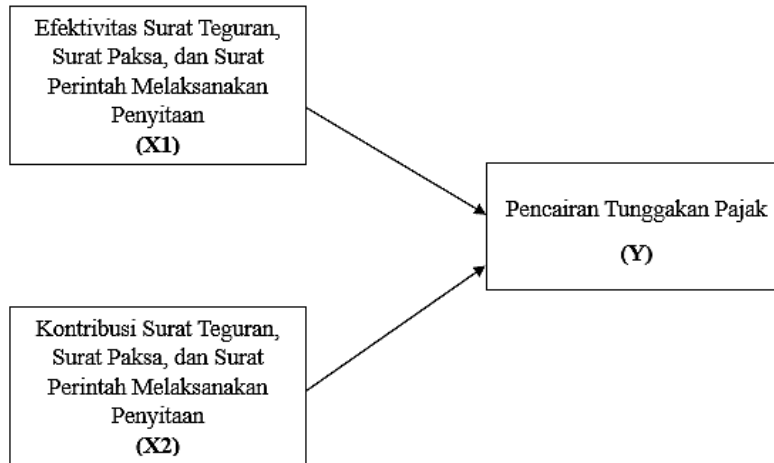 Efektivitas Surat Teguran,
Surat Paksa, dan Surat
Perintah Melaksanakan
Penyitaan
(X1)
Pencairan Tunggakan Pajak
(Y)
Kontribusi Surat Teguran,
Surat Paksa, dan Surat
Perintah Melaksanakan
Penyitaan
(X2)